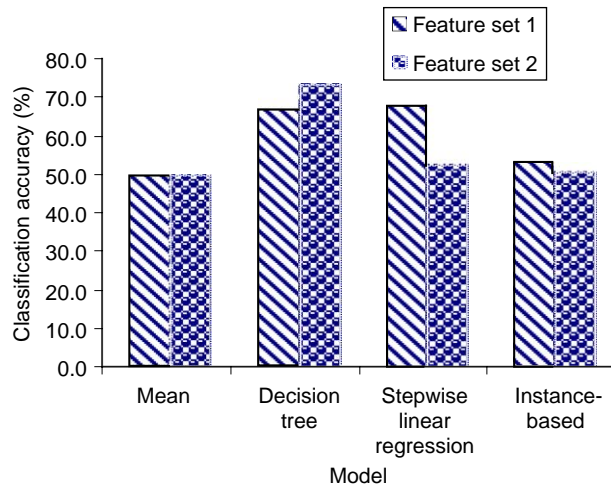 Feature set 1
Feature set 2
Classification accuracy (%)
80.0
70.0
60.0
50.0
40.0
30.0
20.0
10.0
0.0
Mean
Decision
tree
Stepwise
linear
regression
Instance-
based
Model